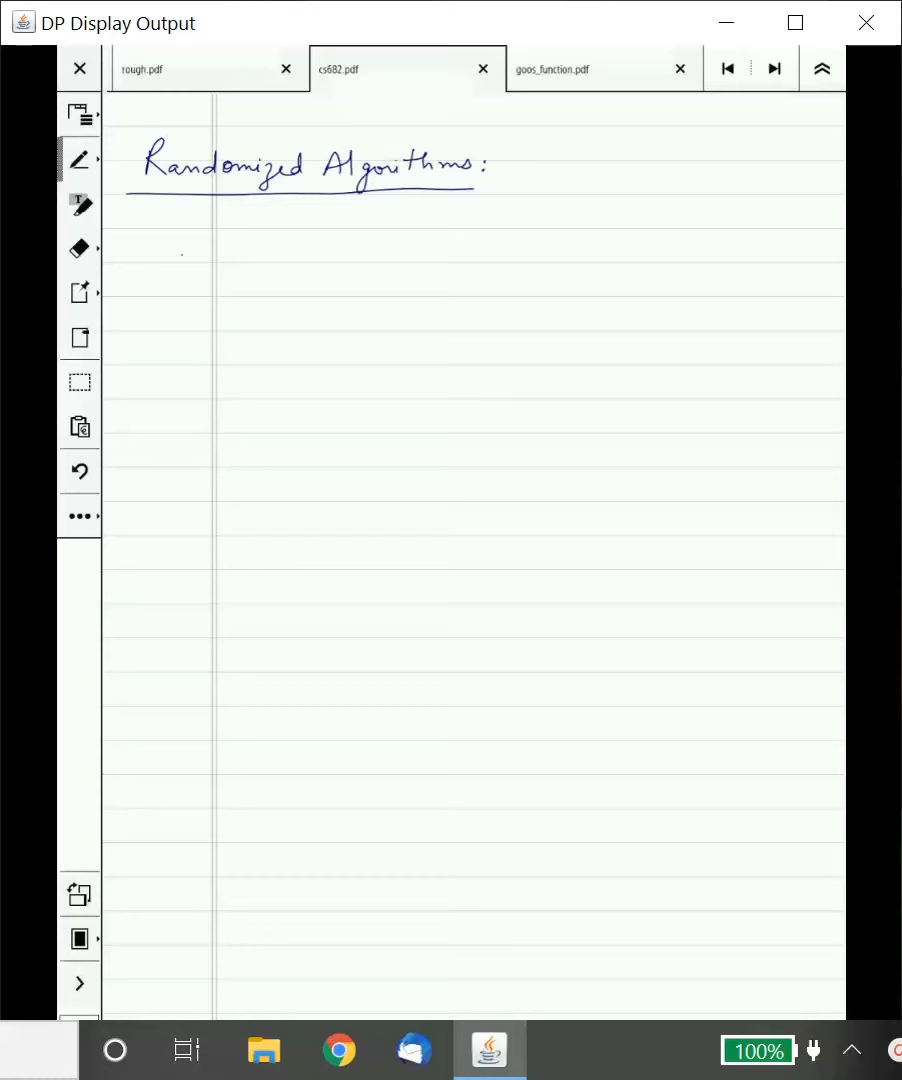 DP Display Output
rough.pdf
cs682.pdf
goos_function.pdf
Randomized Algorithms:
100%